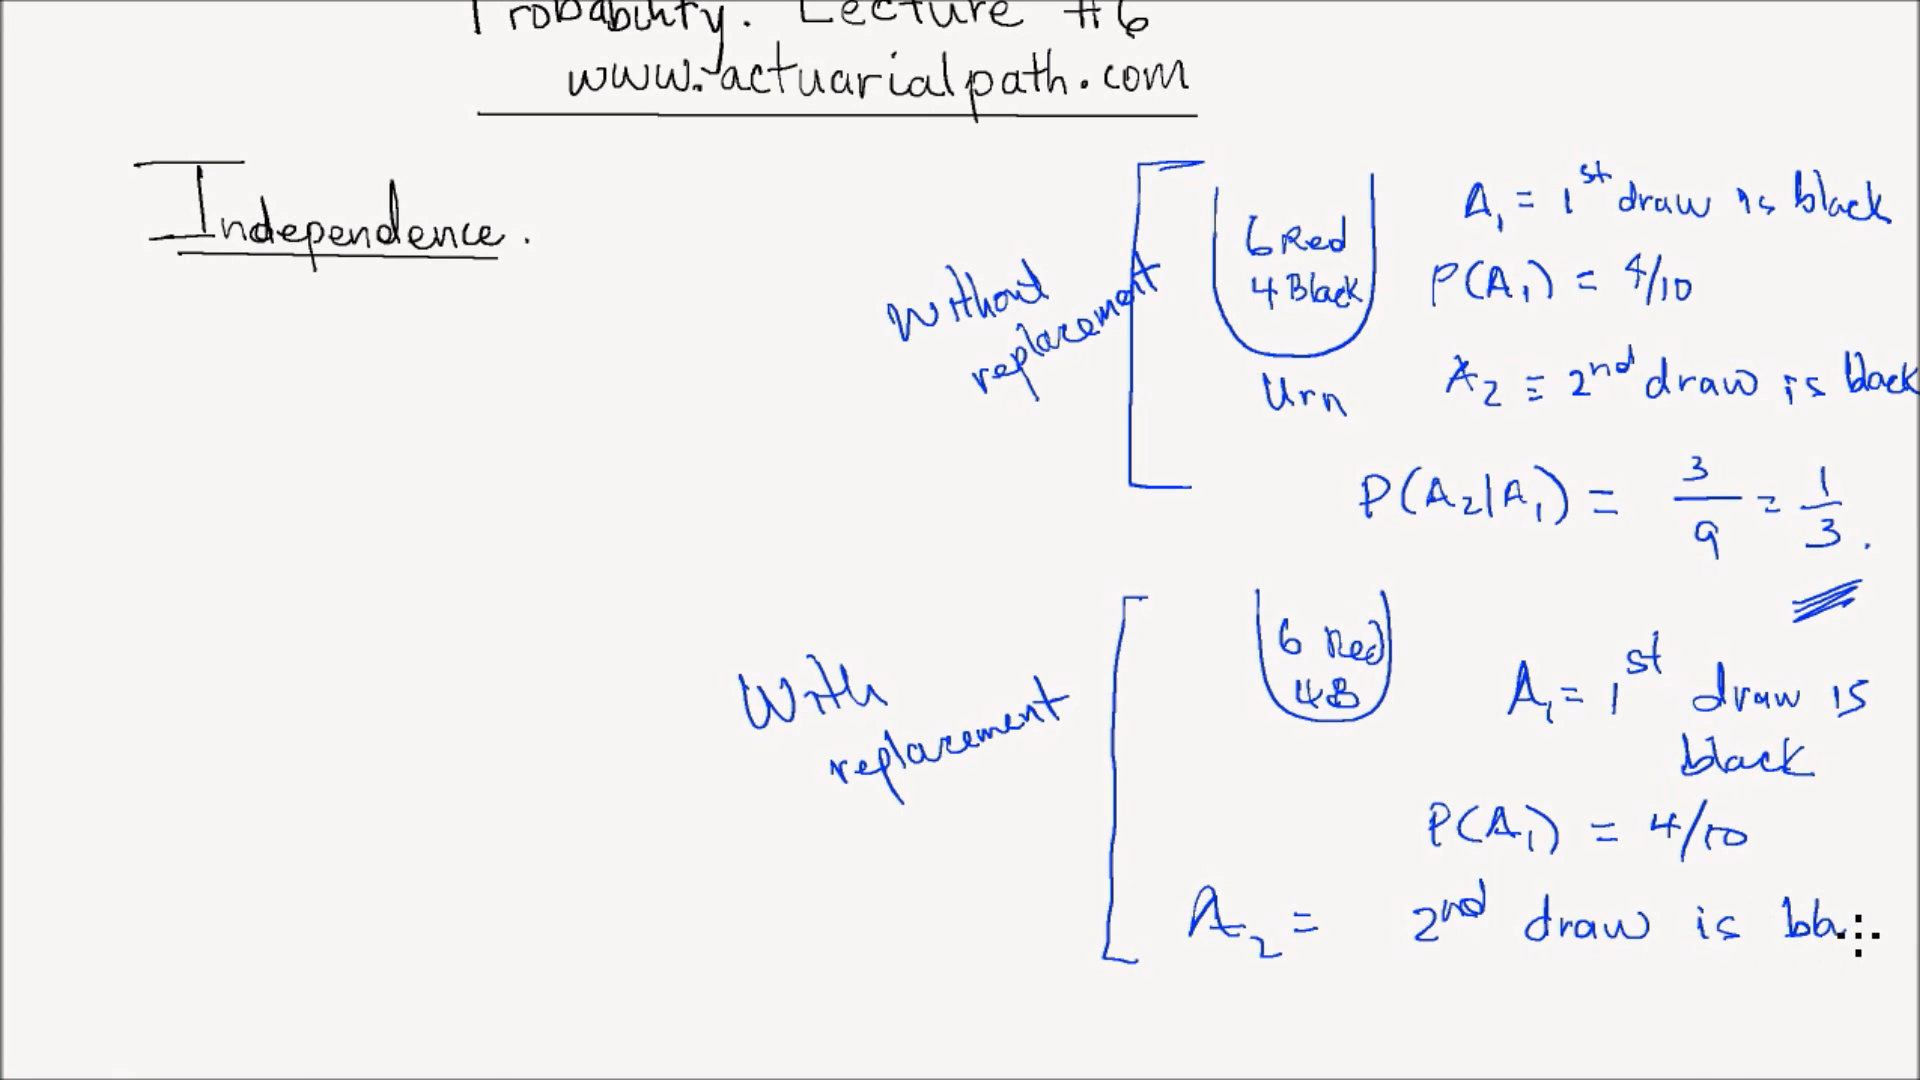 Probability. Lecture #6
www.actuarialpath.com
Independence.
Without
replacement
6 Red
4 Black
Urn
A₁ = 1ˢᵗ draw is black
P(A₁) = 4/10
A₂ ≡ 2ⁿᵈ draw is black
P(A₂|A₁) = 3/9 = 1/3.
With
replacement
6 Red
4B
A₁ = 1ˢᵗ draw is
black
P(A₁) = 4/10
A₂ = 2ⁿᵈ draw is bla